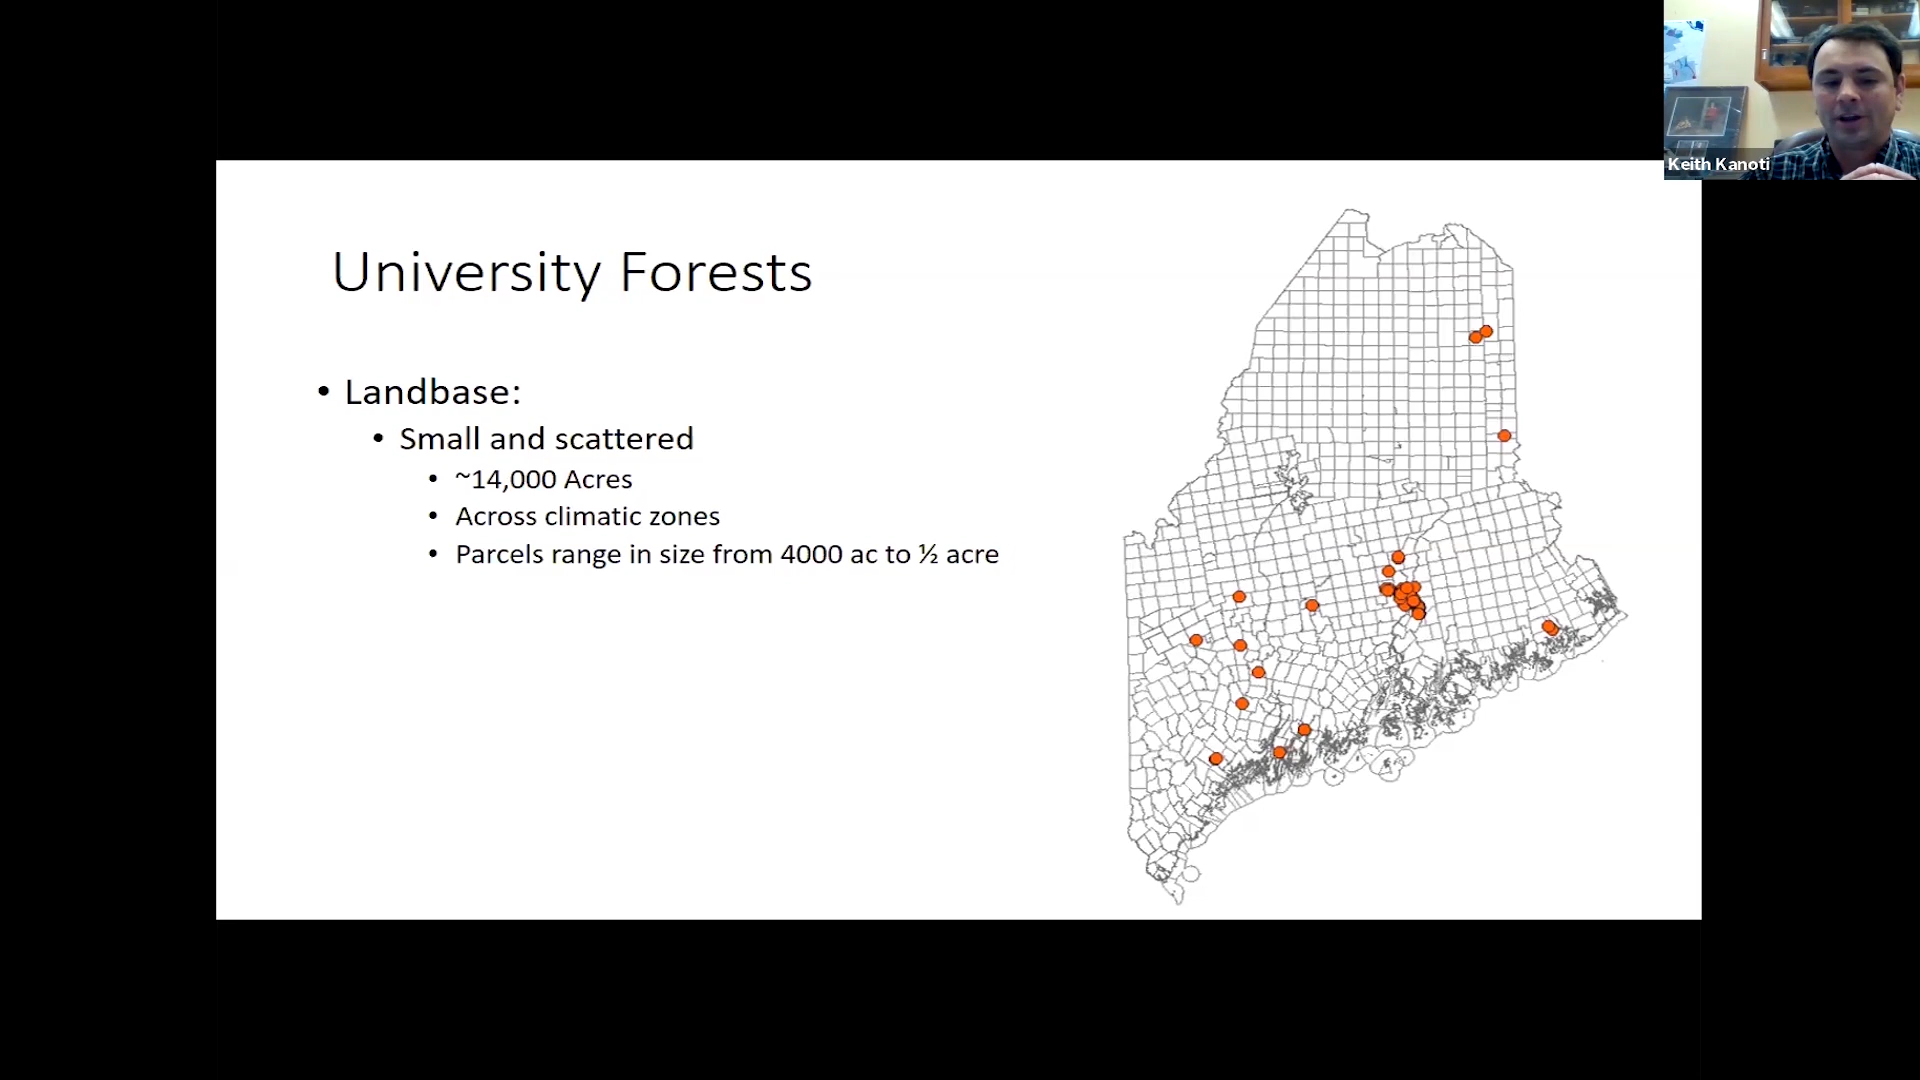 Keith Kanoti
University Forests
• Landbase:
• Small and scattered
• ~14,000 Acres
• Across climatic zones
• Parcels range in size from 4000 ac to ½ acre